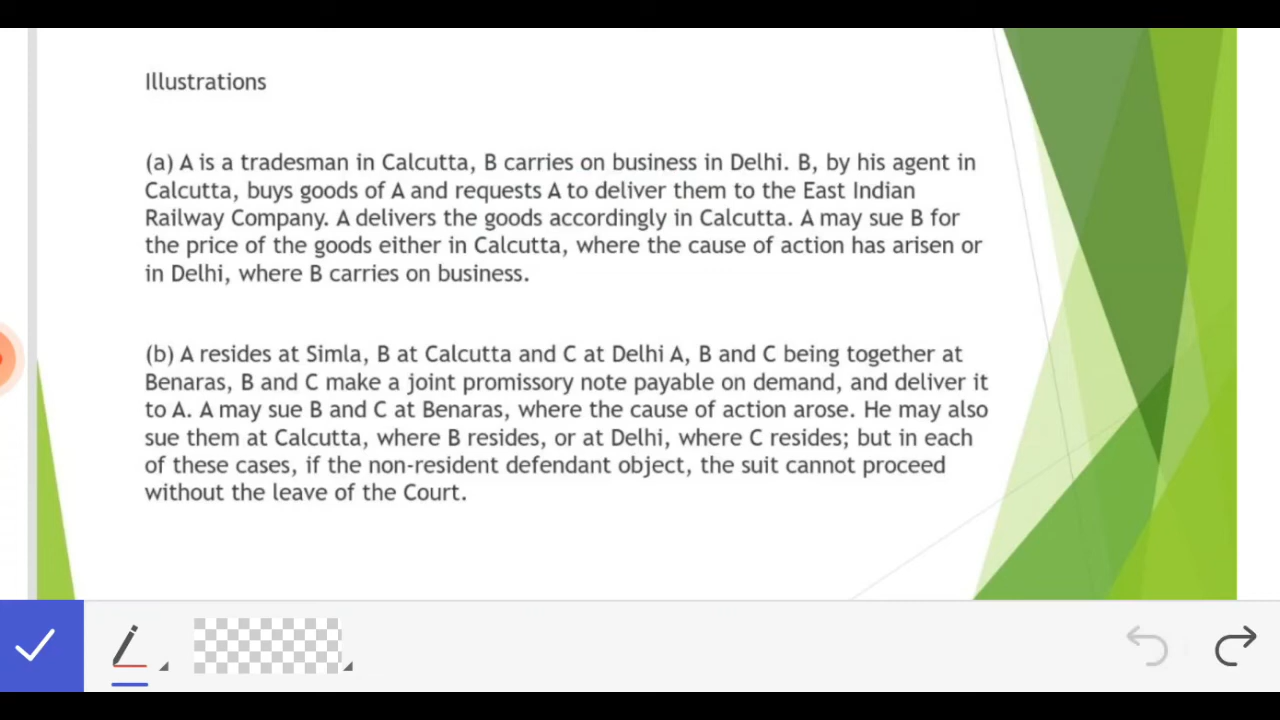 Illustrations
(a) A is a tradesman in Calcutta, B carries on business in Delhi. B, by his agent in
Calcutta, buys goods of A and requests A to deliver them to the East Indian
Railway Company. A delivers the goods accordingly in Calcutta. A may sue B for
the price of the goods either in Calcutta, where the cause of action has arisen or
in Delhi, where B carries on business.
(b) A resides at Simla, B at Calcutta and C at Delhi A, B and C being together at
Benaras, B and C make a joint promissory note payable on demand, and deliver it
to A. A may sue B and C at Benaras, where the cause of action arose. He may also
sue them at Calcutta, where B resides, or at Delhi, where C resides; but in each
of these cases, if the non-resident defendant object, the suit cannot proceed
without the leave of the Court.